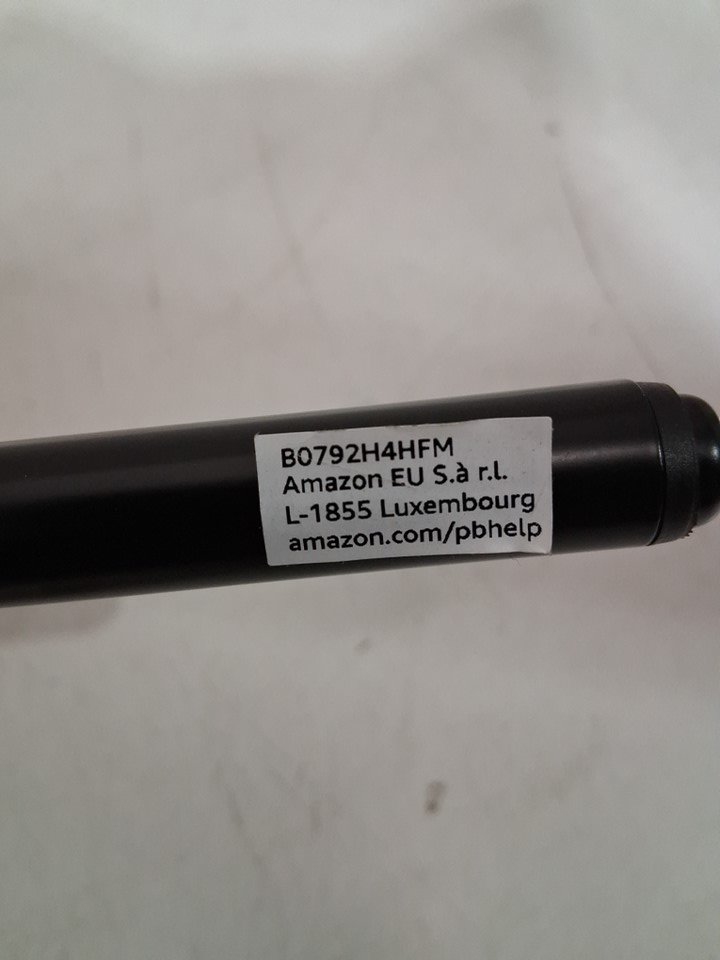 B0792H4HFM
Amazon EU S.à r.l.
L-1855 Luxembourg
amazon.com/pbhelp